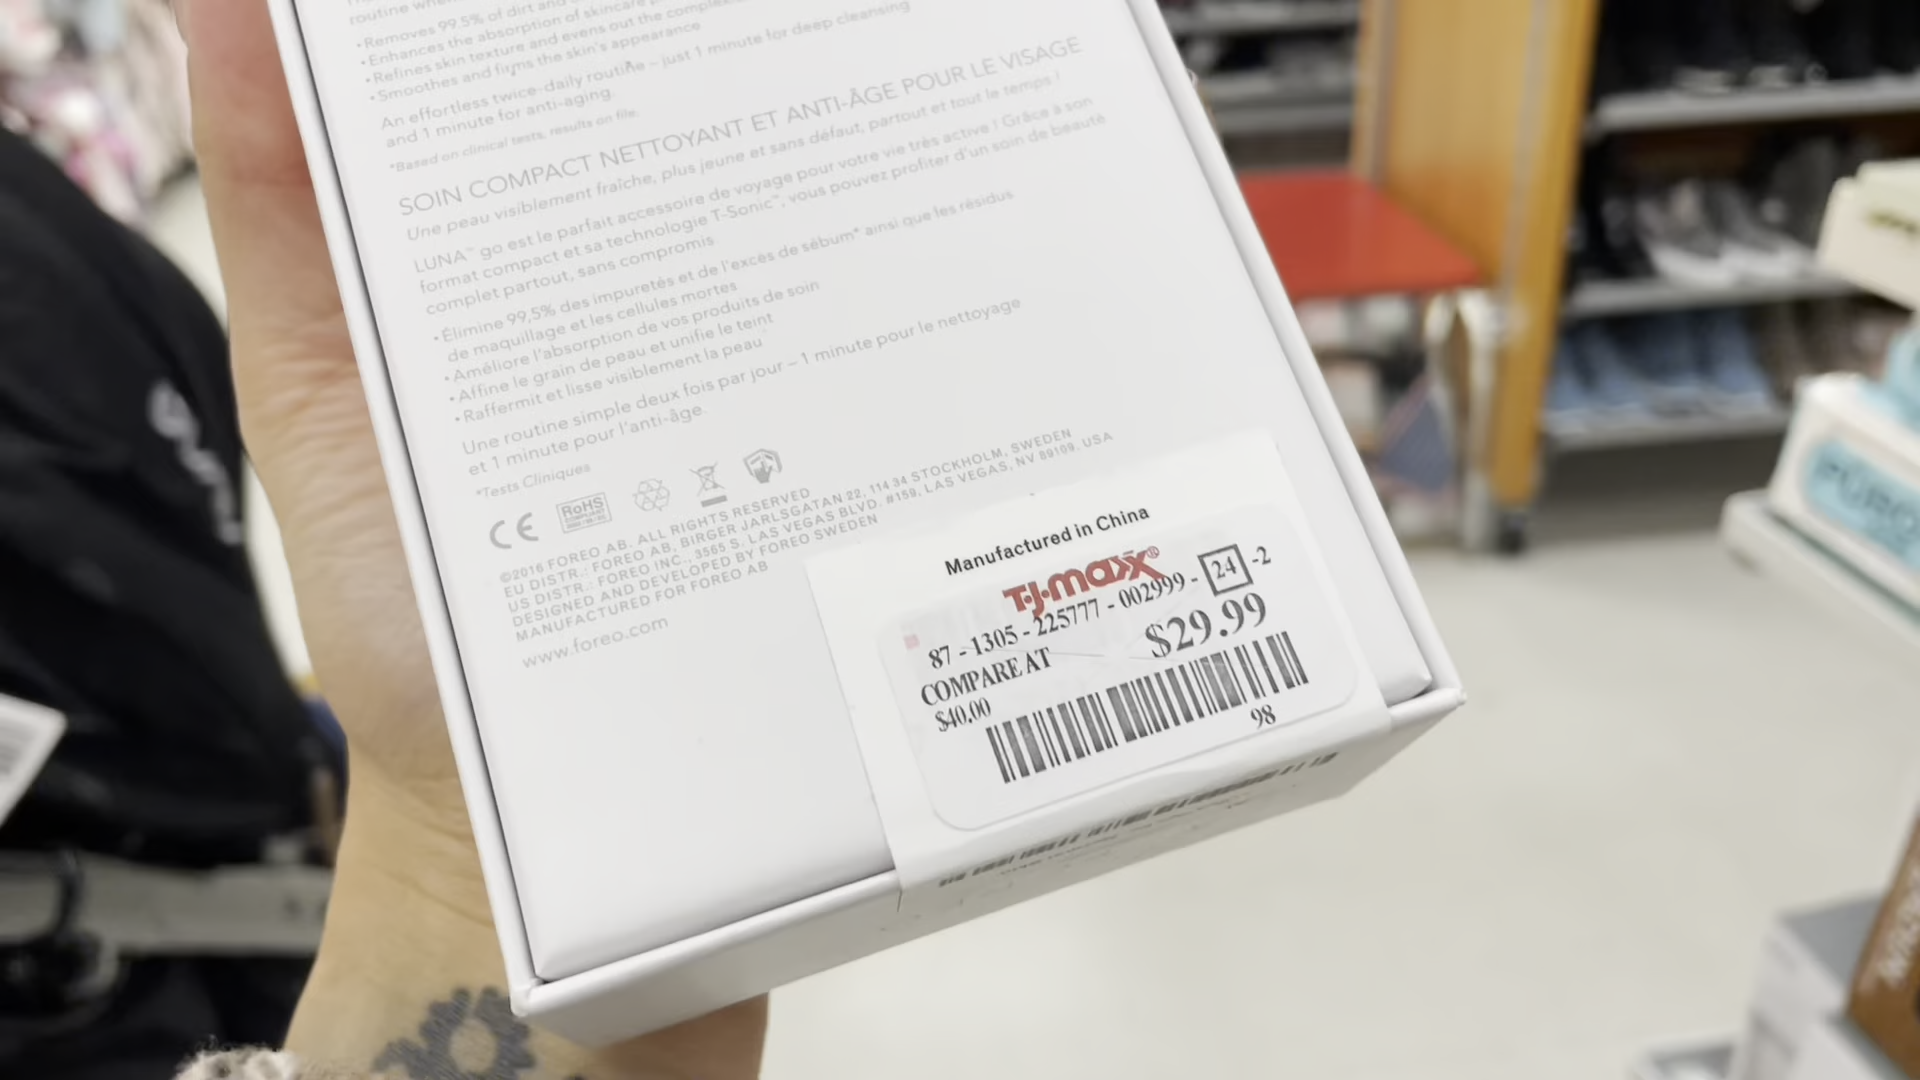 routine when
• Removes 99.5% of dirt and
• Enhances the absorption of skincare
• Refines skin texture and evens out the complexion
• Smoothes and firms the skin's appearance
An effortless twice-daily routine – just 1 minute for deep cleansing
and 1 minute for anti-aging.
*Based on clinical tests, results on file.
SOIN COMPACT NETTOYANT ET ANTI-ÂGE POUR LE VISAGE
Une peau visiblement fraîche, plus jeune et sans défaut, partout et tout le temps !
LUNA™ go est le parfait accessoire de voyage pour votre vie très active ! Grâce à son
format compact et sa technologie T-Sonic™, vous pouvez profiter d'un soin de beauté
complet partout, sans compromis
• Élimine 99,5% des impuretés et de l'excès de sébum* ainsi que les résidus
de maquillage et les cellules mortes
• Améliore l'absorption de vos produits de soin
• Affine le grain de peau et unifie le teint
• Raffermit et lisse visiblement la peau
Une routine simple deux fois par jour – 1 minute pour le nettoyage
et 1 minute pour l'anti-âge.
*Tests Cliniques
CE
RoHS
©2016 FOREO AB. ALL RIGHTS RESERVED
EU DISTR.: FOREO AB, BIRGER JARLSGATAN 22, 114 34 STOCKHOLM, SWEDEN
US DISTR.: FOREO INC., 3565 S. LAS VEGAS BLVD. #159, LAS VEGAS, NV 89109, USA
DESIGNED AND DEVELOPED BY FOREO SWEDEN
MANUFACTURED FOR FOREO AB
www.foreo.com
Manufactured in China
T·J·maxx®
87 - 1305 - 225777 - 002999 - 24 -2
COMPARE AT $29.99
$40.00
98